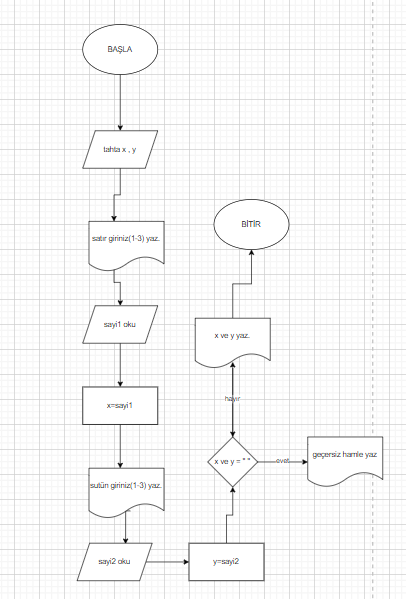 BAŞLA
tahta x , y
satır giriniz(1-3) yaz.
sayi1 oku
x=sayi1
sutün giriniz(1-3) yaz.
sayi2 oku
y=sayi2
x ve y = " "
evet
geçersiz hamle yaz
hayır
x ve y yaz.
BİTİR